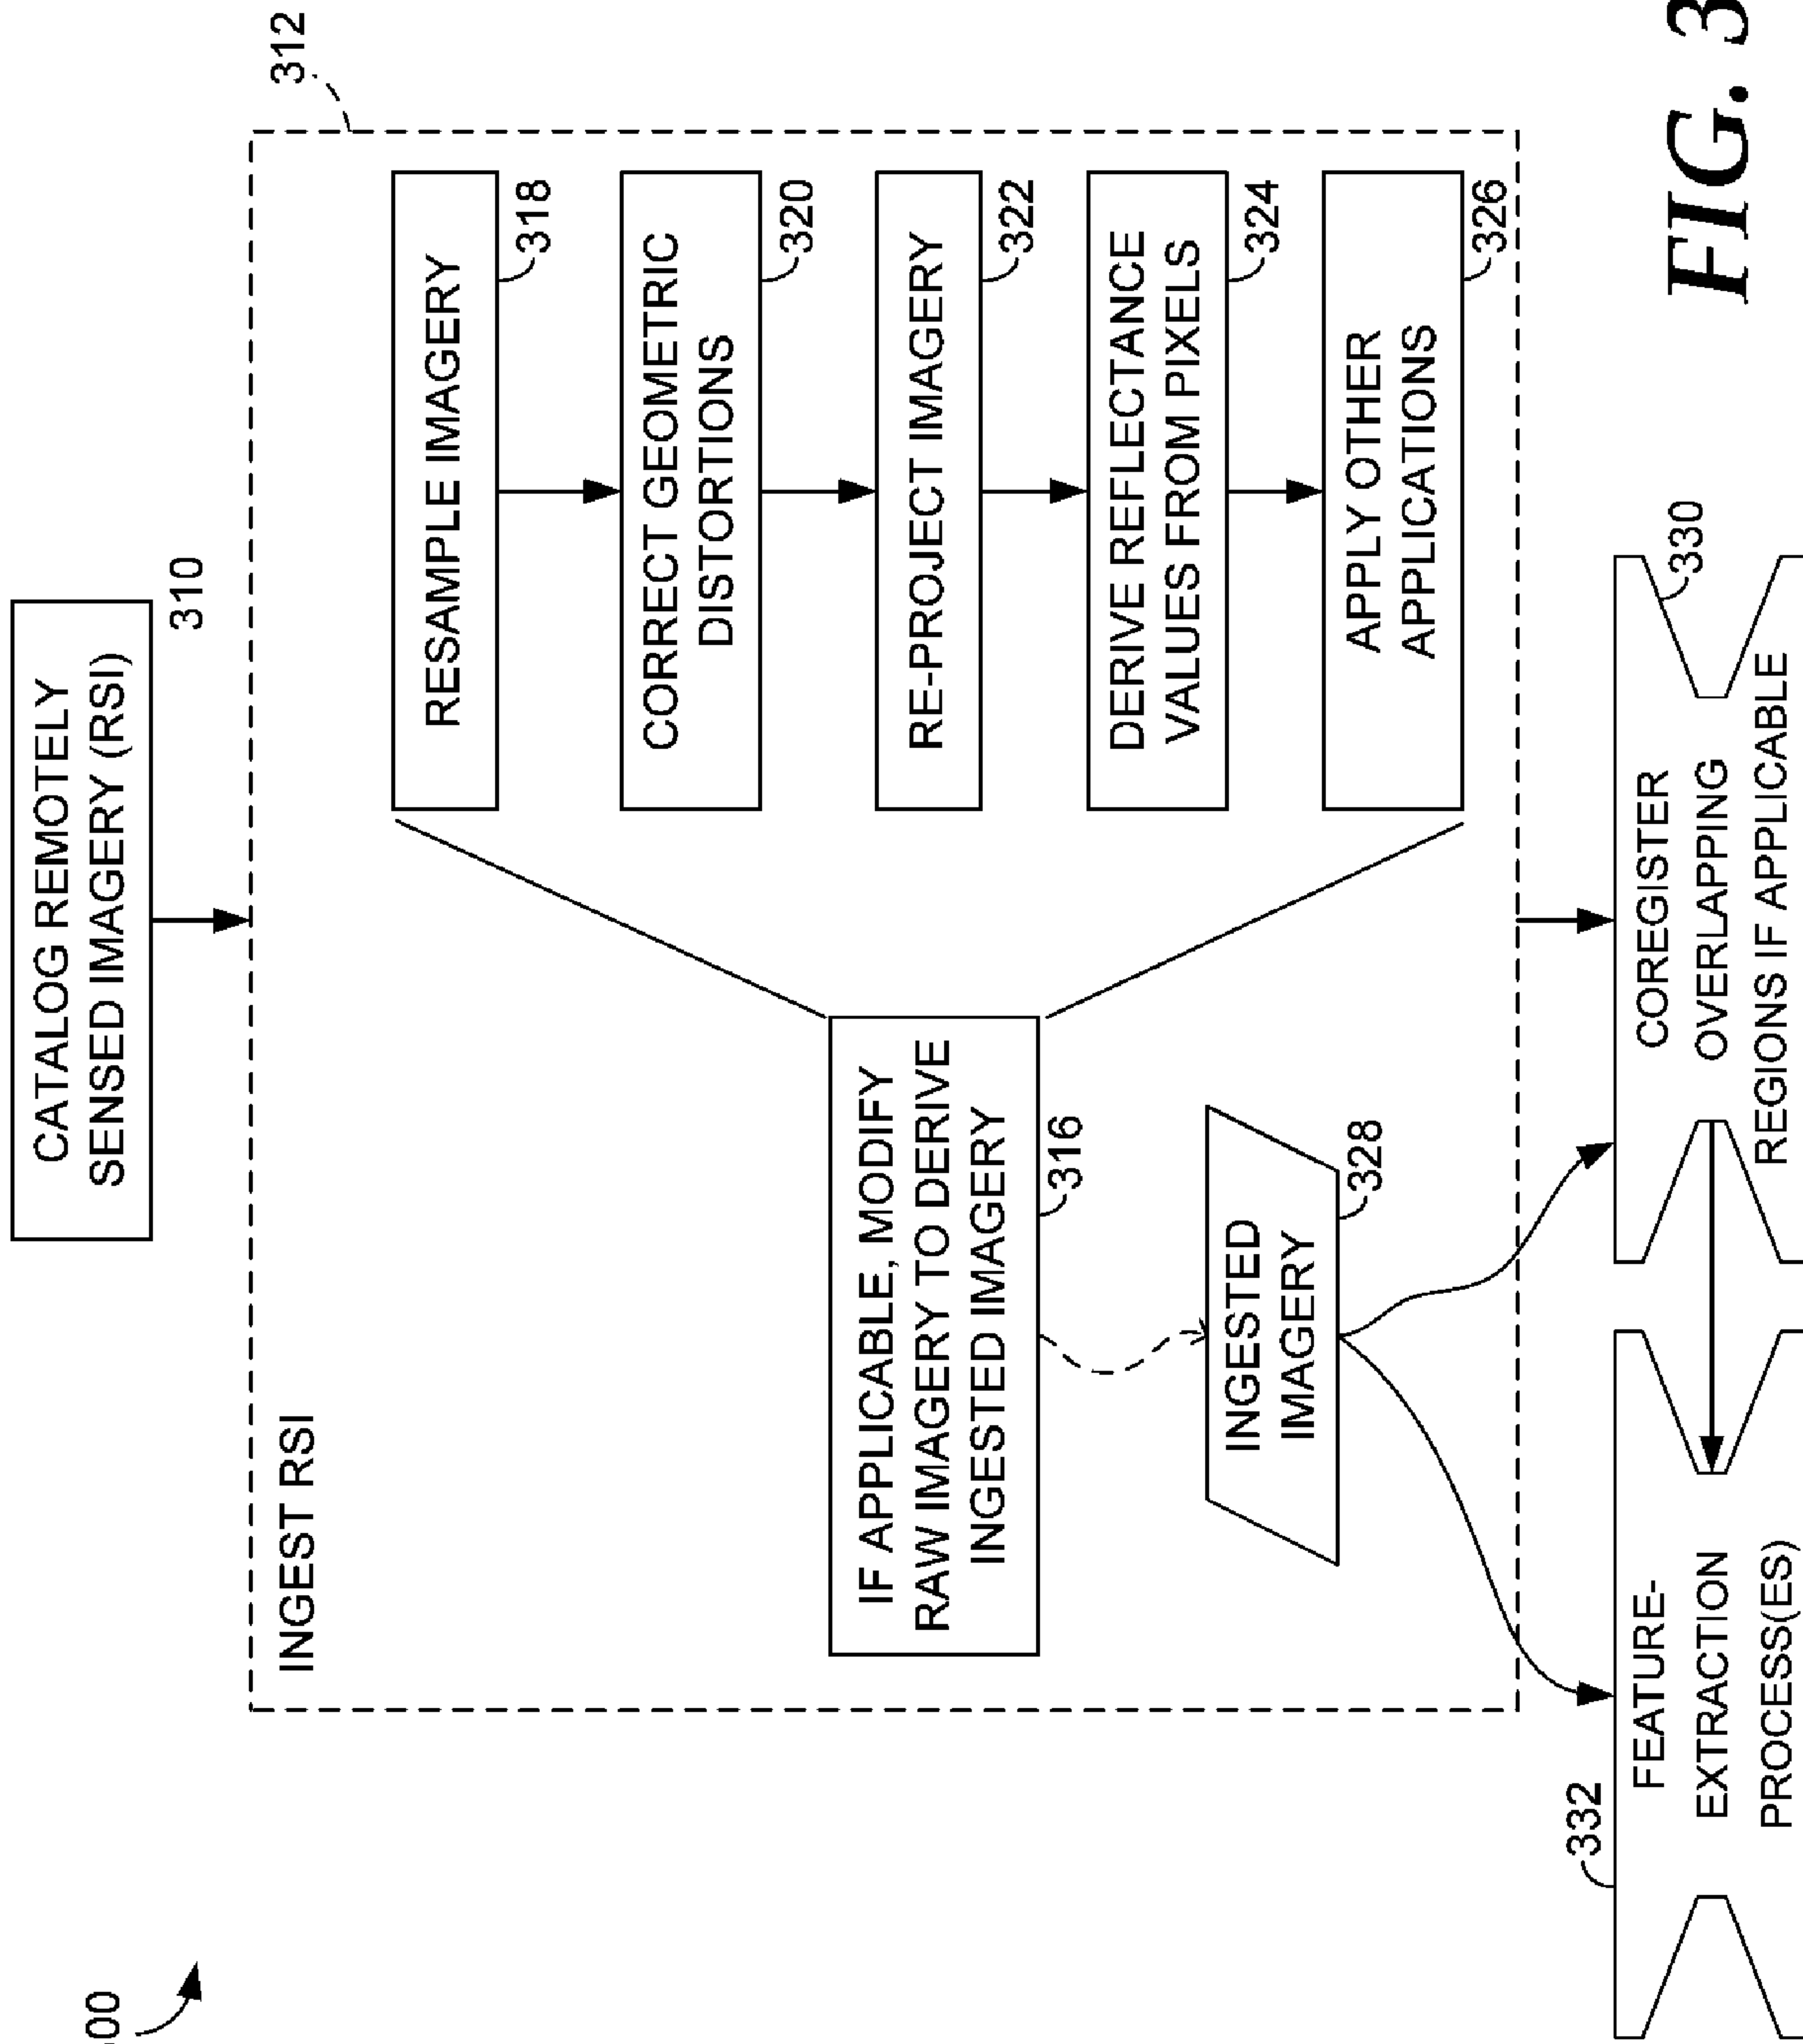 00
CATALOG REMOTELY
SENSED IMAGERY (RSI)
310
312
INGEST RSI
IF APPLICABLE, MODIFY
RAW IMAGERY TO DERIVE
INGESTED IMAGERY
316
RESAMPLE IMAGERY
318
CORRECT GEOMETRIC
DISTORTIONS
320
RE-PROJECT IMAGERY
322
DERIVE REFLECTANCE
VALUES FROM PIXELS
324
APPLY OTHER
APPLICATIONS
326
INGESTED
IMAGERY
328
332
FEATURE-
EXTRACTION
PROCESS(ES)
COREGISTER
OVERLAPPING
REGIONS IF APPLICABLE
330
FIG. 3